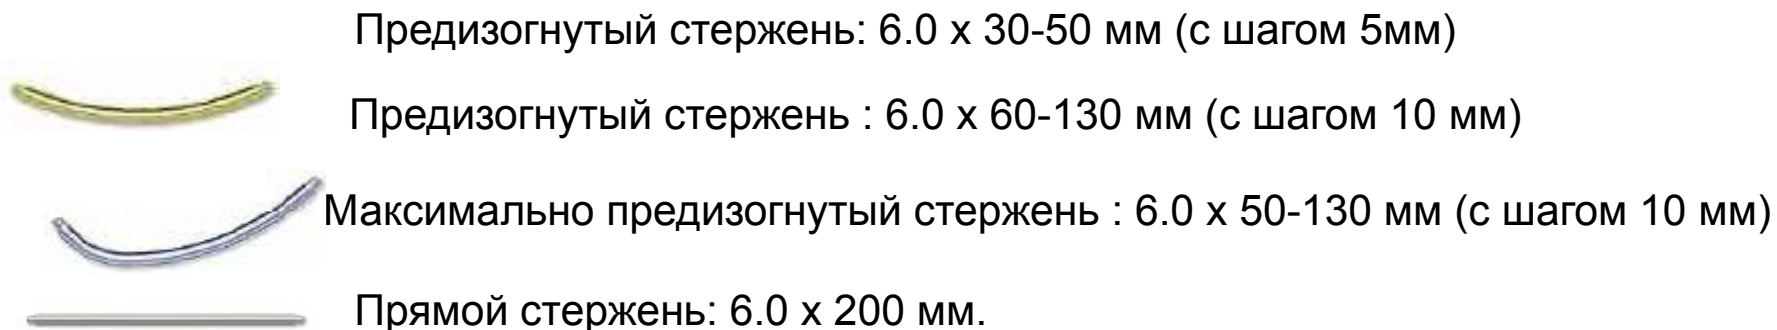 Предизогнутый стержень: 6.0 x 30-50 мм (с шагом 5мм)
Предизогнутый стержень : 6.0 x 60-130 мм (с шагом 10 мм)
Максимально предизогнутый стержень : 6.0 x 50-130 мм (с шагом 10 мм)
Прямой стержень: 6.0 x 200 мм.